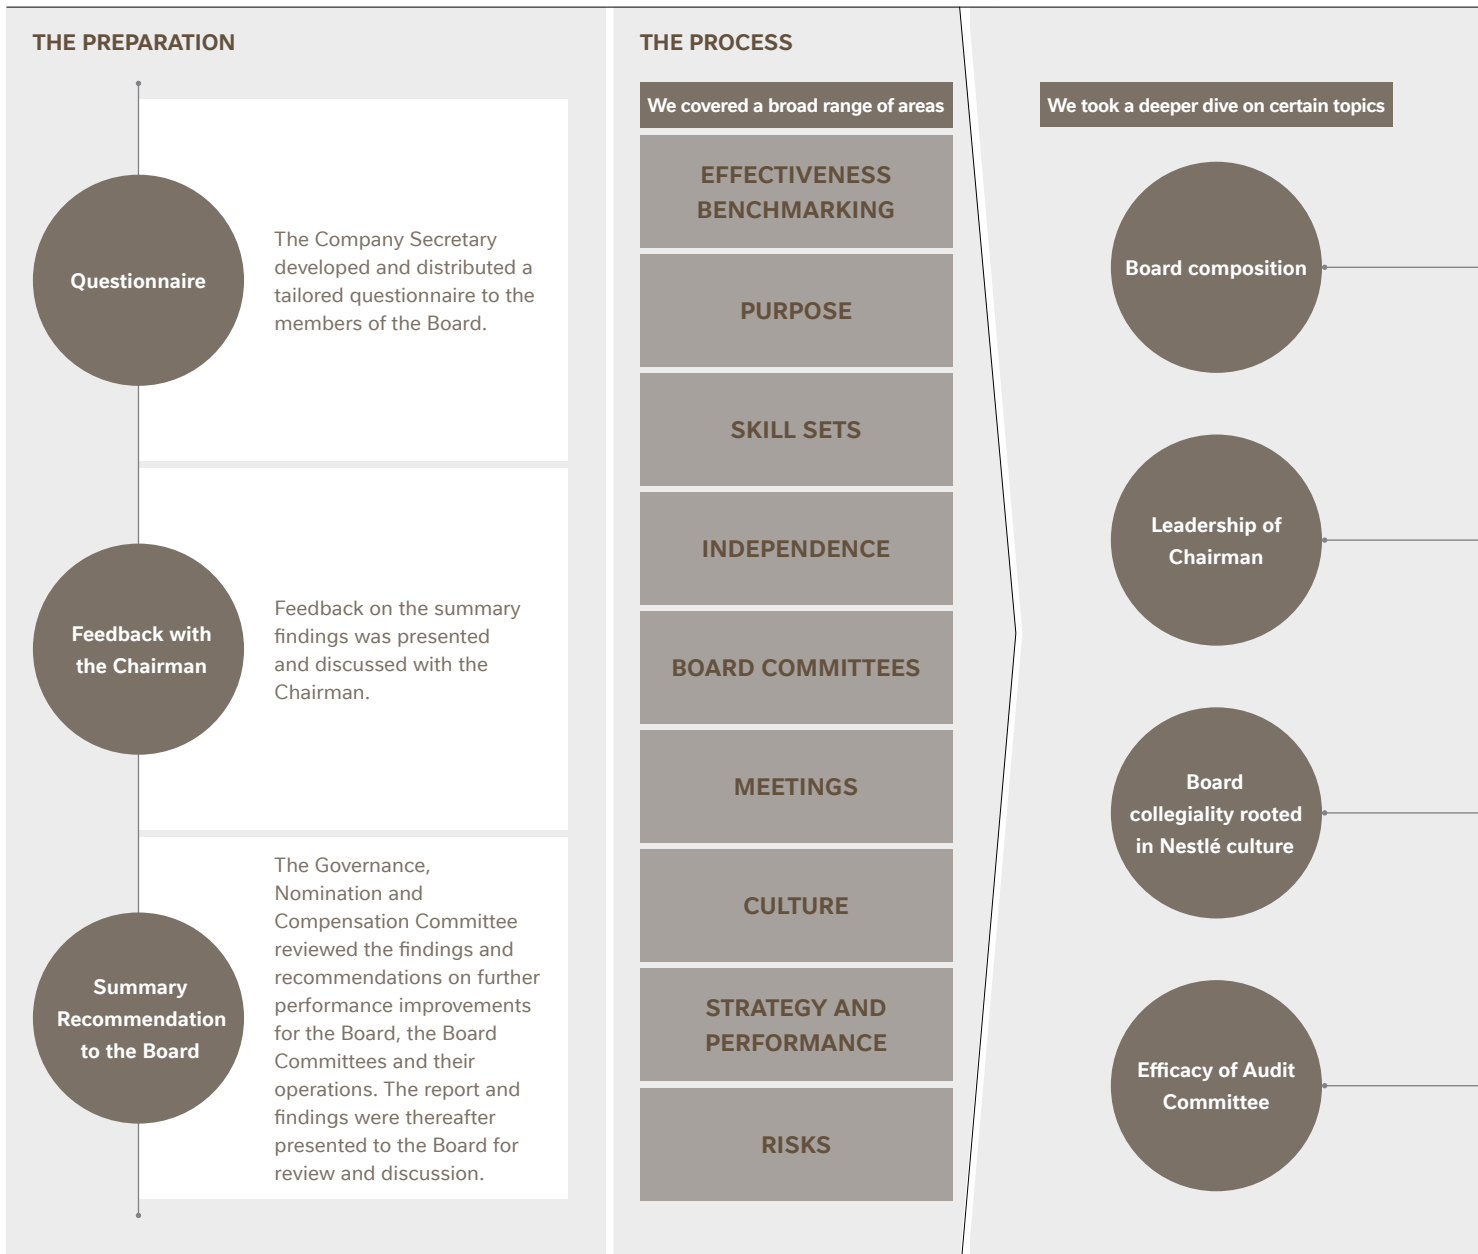 THE PREPARATION
Questionnaire
The Company Secretary
developed and distributed a
tailored questionnaire to the
members of the Board.
Feedback with
the Chairman
Feedback on the summary
findings was presented
and discussed with the
Chairman.
Summary
Recommendation
to the Board
The Governance,
Nomination and
Compensation Committee
reviewed the findings and
recommendations on further
performance improvements
for the Board, the Board
Committees and their
operations. The report and
findings were thereafter
presented to the Board for
review and discussion.
THE PROCESS
We covered a broad range of areas
EFFECTIVENESS
BENCHMARKING
PURPOSE
SKILL SETS
INDEPENDENCE
BOARD COMMITTEES
MEETINGS
CULTURE
STRATEGY AND
PERFORMANCE
RISKS
We took a deeper dive on certain topics
Board composition
Leadership of
Chairman
Board
collegiality rooted
in Nestlé culture
Efficacy of Audit
Committee